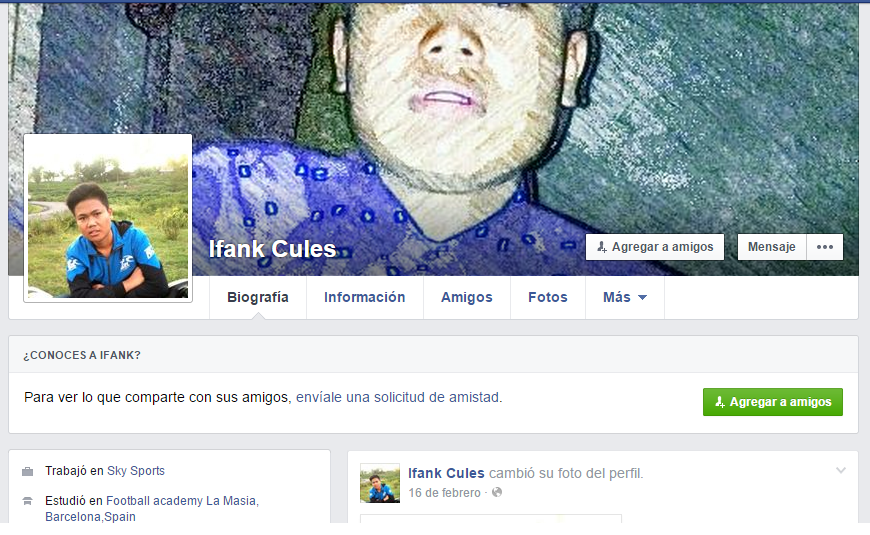 Ifank Cules
Agregar a amigos
Mensaje
Biografía
Información
Amigos
Fotos
Más
¿CONOCES A IFANK?
Para ver lo que comparte con sus amigos, envíale una solicitud de amistad.
Agregar a amigos
Trabajó en Sky Sports
Estudió en Football academy La Masia,
Barcelona,Spain
Ifank Cules cambió su foto del perfil.
16 de febrero ·